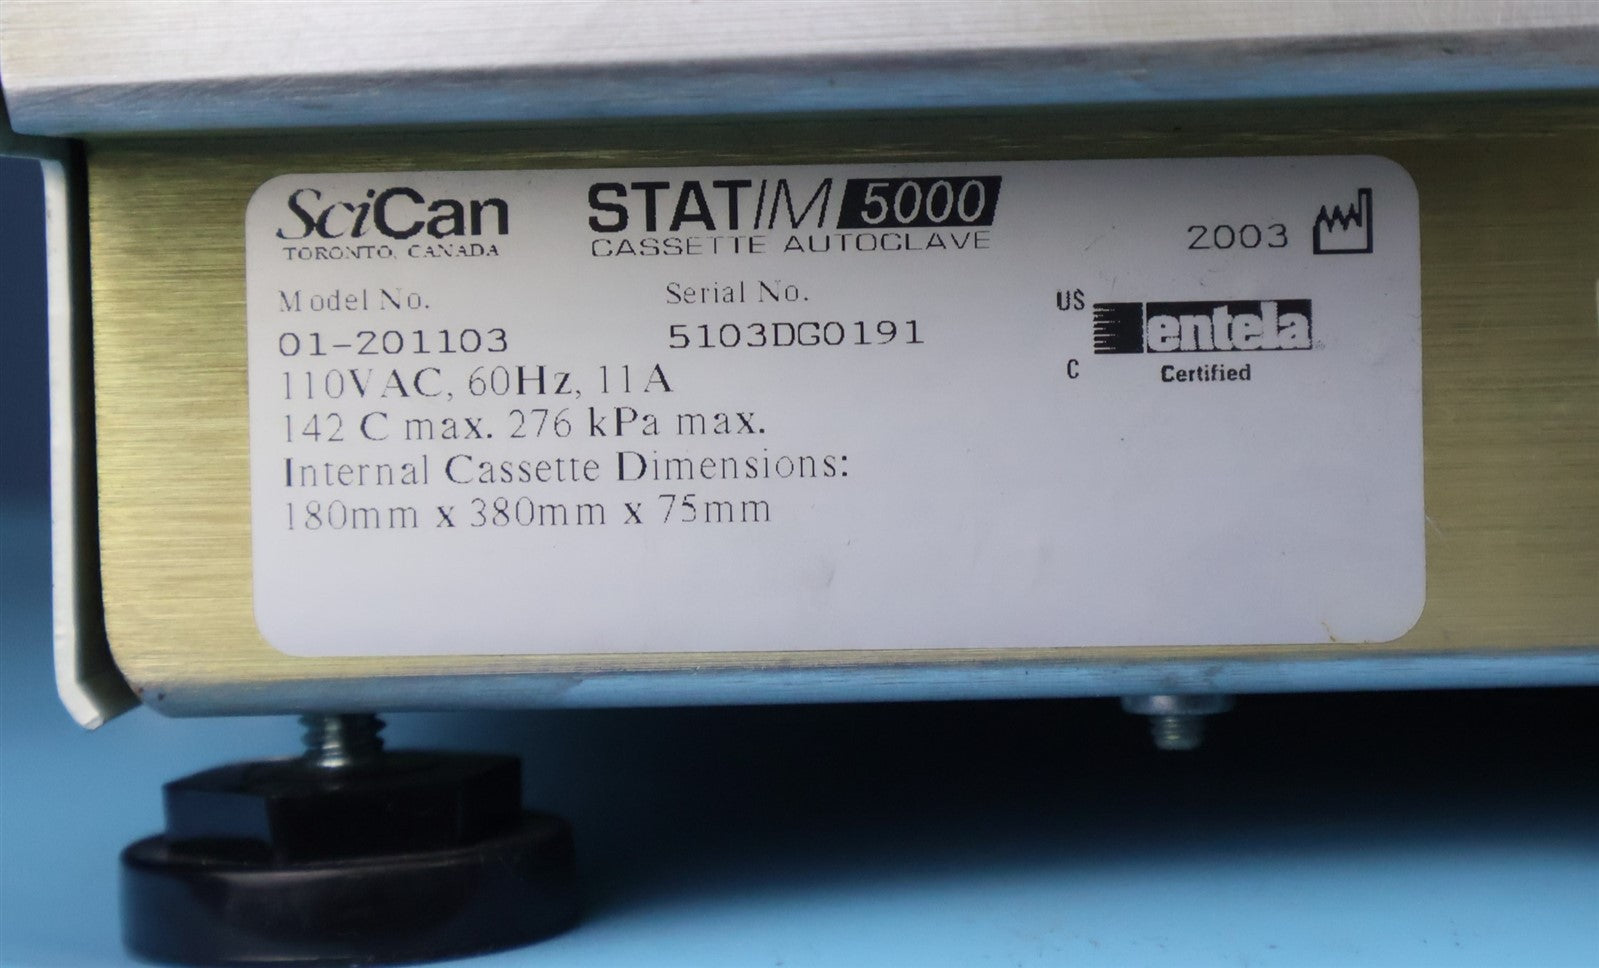 SciCan
TORONTO, CANADA
STATIM 5000
CASSETTE AUTOCLAVE
2003
Model No.
01-201103
Serial No.
5103DG0191
110VAC, 60Hz, 11A
142 C max. 276 kPa max.
Internal Cassette Dimensions:
180mm x 380mm x 75mm
US
entela
C
Certified